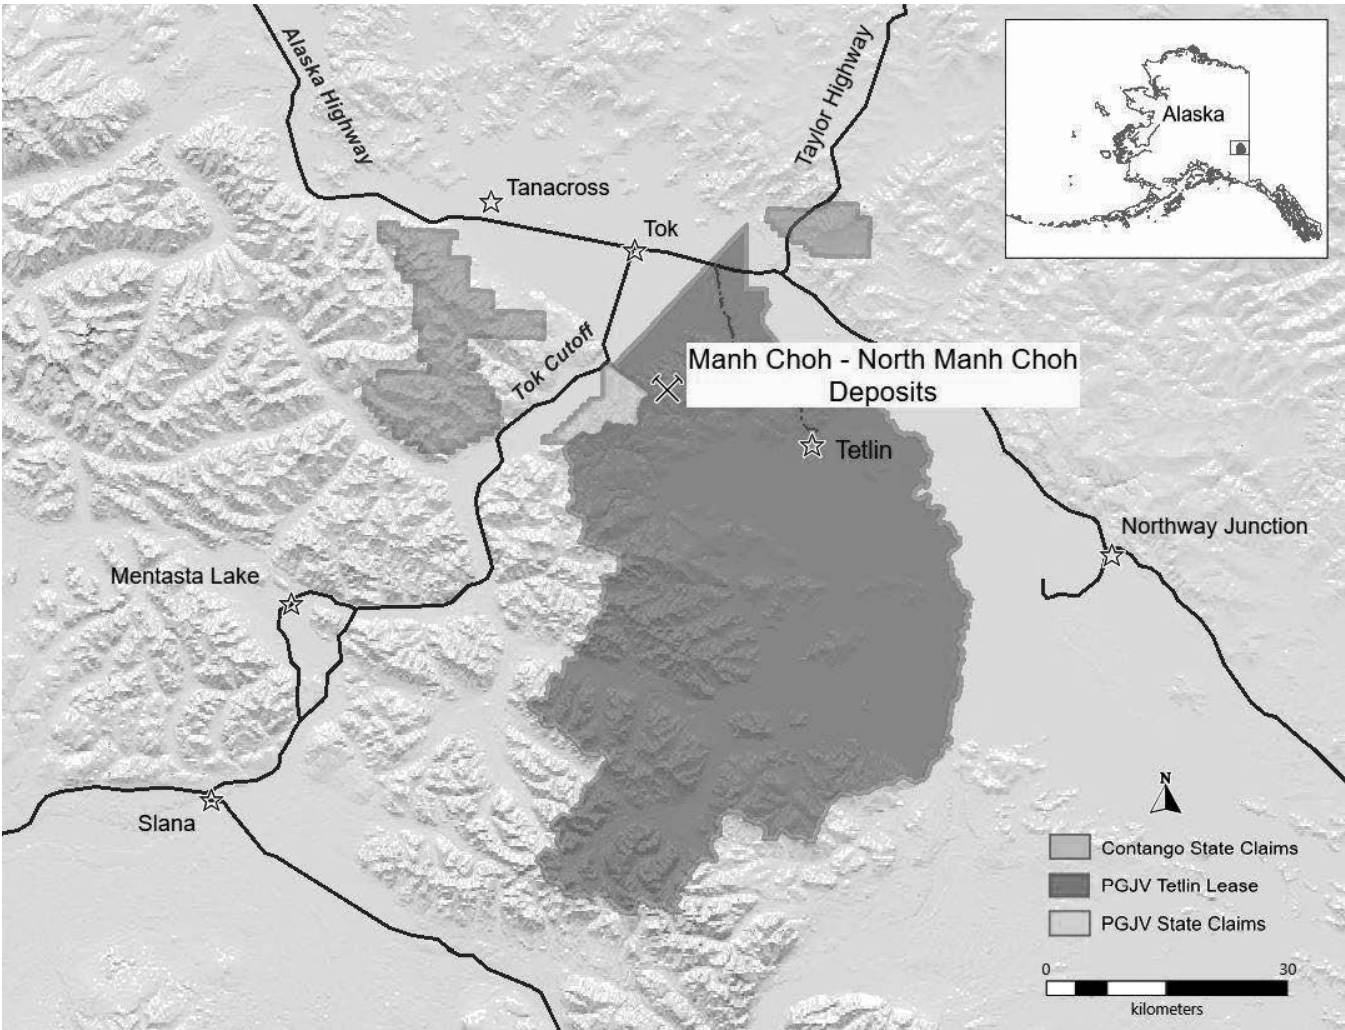 Alaska Highway
Taylor Highway
Alaska
Tanacross
Tok
Tok Cutoff
Manh Choh - North Manh Choh
Deposits
Tetlin
Northway Junction
Mentasta Lake
Slana
N
Contango State Claims
PGJV Tetlin Lease
PGJV State Claims
0 30
kilometers